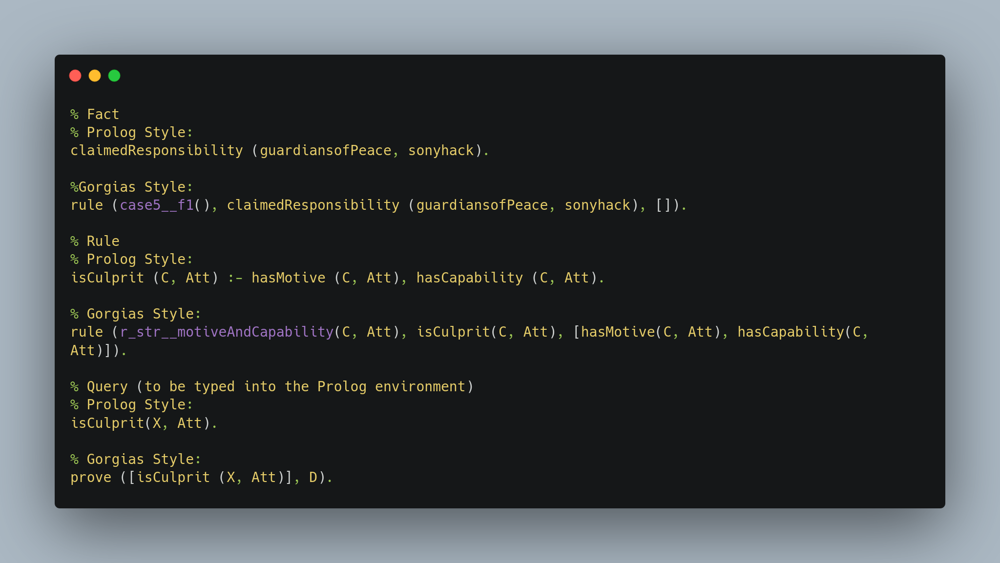 % Fact
% Prolog Style:
claimedResponsibility (guardiansofPeace, sonyhack).
%Gorgias Style:
rule (case5__f1(), claimedResponsibility (guardiansofPeace, sonyhack), []).
% Rule
% Prolog Style:
isCulprit (C, Att) :- hasMotive (C, Att), hasCapability (C, Att).
% Gorgias Style:
rule (r_str__motiveAndCapability(C, Att), isCulprit(C, Att), [hasMotive(C, Att), hasCapability(C,
Att)]).
% Query (to be typed into the Prolog environment)
% Prolog Style:
isCulprit(X, Att).
% Gorgias Style:
prove ([isCulprit (X, Att)], D).